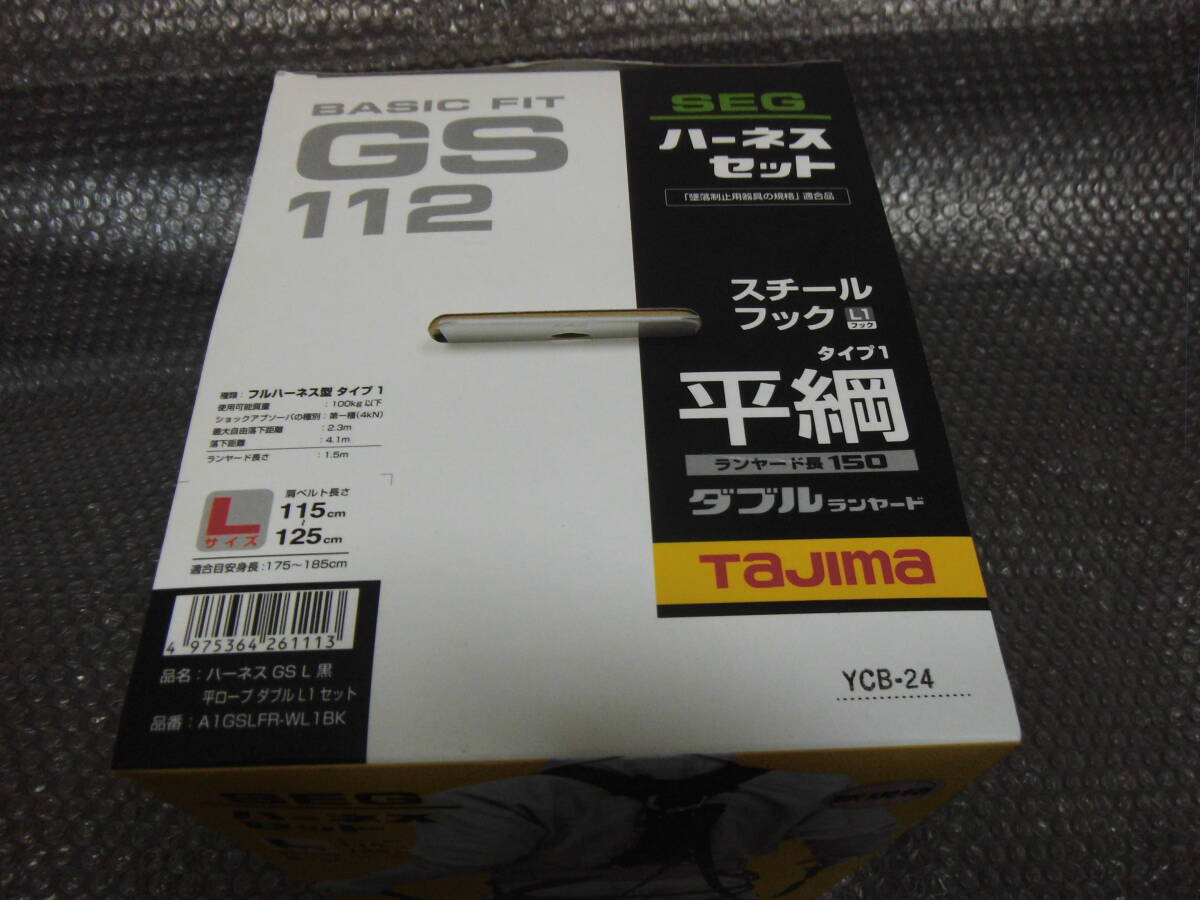 BASIC FIT
GS
112
SEG
ハーネス
セット
「墜落制止用器具の規格」適合品
スチール
フック L1
フック
タイプ1
平綱
ランヤード長 150
ダブル ランヤード
TAJIMA
種類：フルハーネス型 タイプ 1
使用可能質量 ：100kg以下
ショックアブソーバの種別：第一種(4kN)
最大自由落下距離 ：2.3m
落下距離 ：4.1m
ランヤード長さ ：1.5m
L
サイズ
肩ベルト長さ
115cm
～
125cm
適合目安身長：175～185cm
4 975364 261113
品名：ハーネス GS L 黒
平ロープ ダブル L1 セット
品番：A1GSLFR-WL1BK
YCB-24
SEG
ハーネス
セット
L